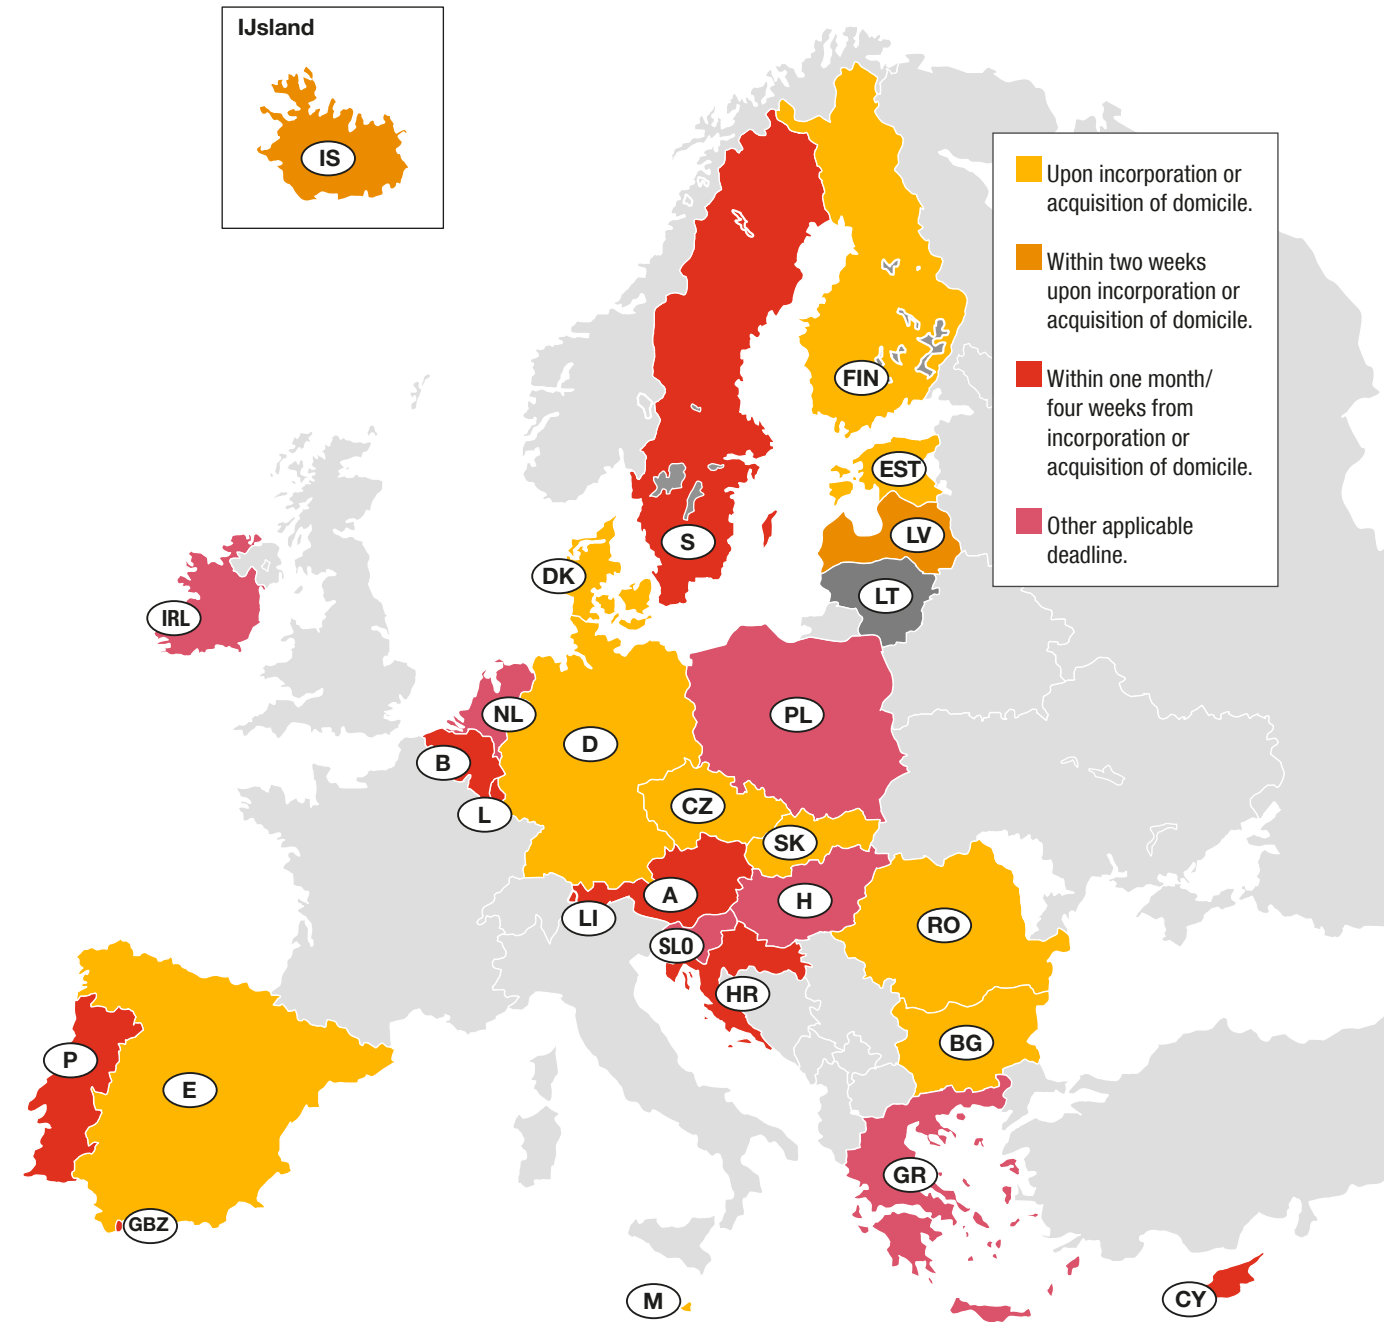 IJsland
IS
Upon incorporation or
acquisition of domicile.
Within two weeks
upon incorporation or
acquisition of domicile.
Within one month/
four weeks from
incorporation or
acquisition of domicile.
Other applicable
deadline.
FIN
EST
LV
S
DK
LT
IRL
NL
PL
D
B
CZ
L
SK
A
H
LI
RO
SLO
HR
BG
P
E
GR
GBZ
M
CY